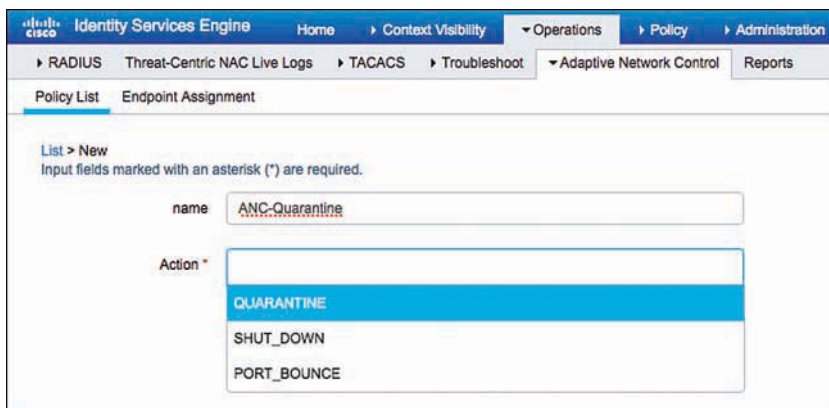 cisco Identity Services Engine Home Context Visibility Operations Policy Administration
RADIUS Threat-Centric NAC Live Logs TACACS Troubleshoot Adaptive Network Control Reports
Policy List Endpoint Assignment
List > New
Input fields marked with an asterisk (*) are required.
name ANC-Quarantine
Action *
QUARANTINE
SHUT_DOWN
PORT_BOUNCE